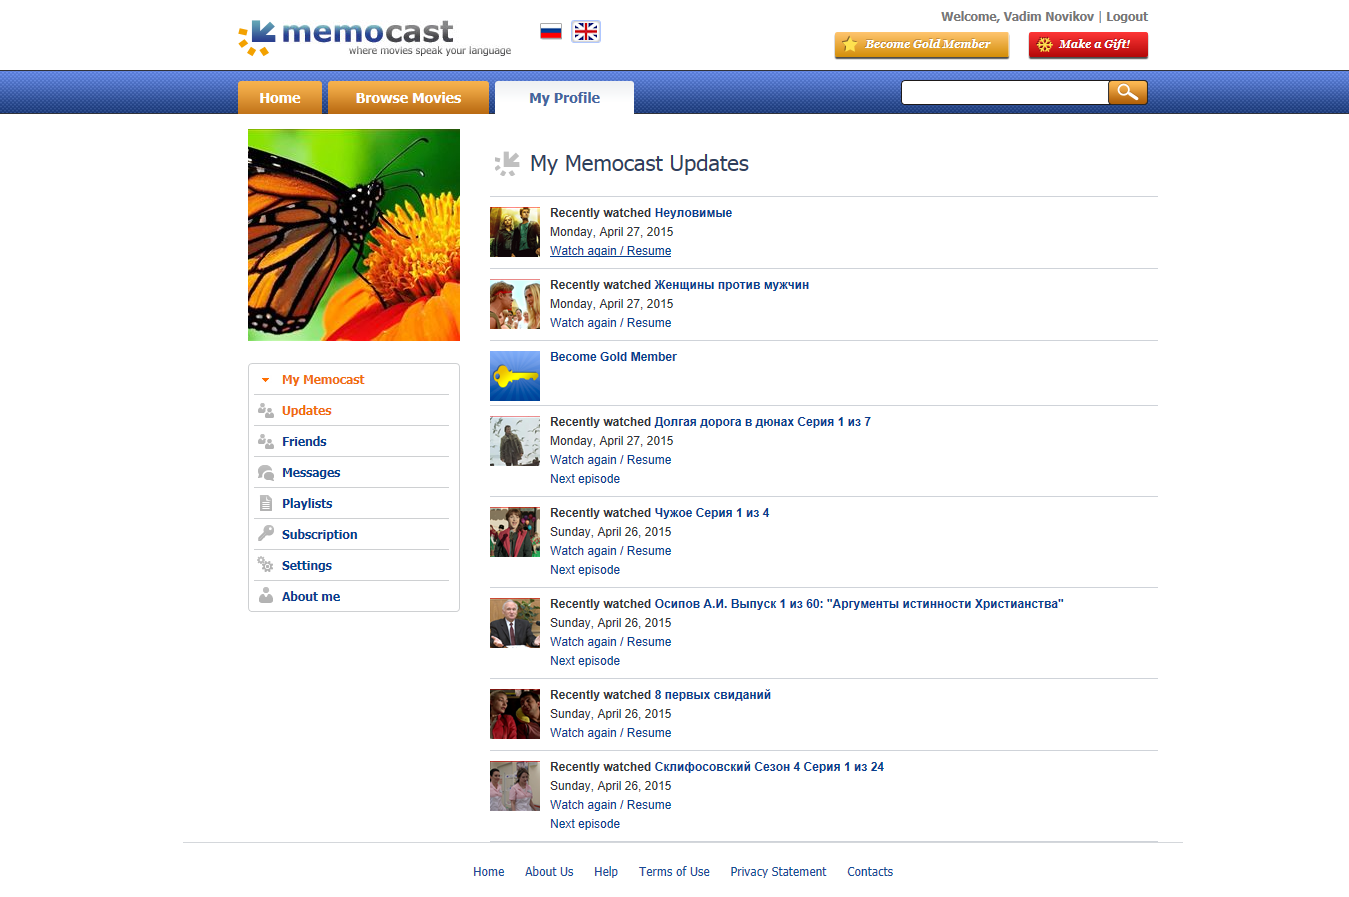 memocast
where movies speak your language
Welcome, Vadim Novikov | Logout
Become Gold Member
Make a Gift!
Home
Browse Movies
My Profile
My Memocast
Updates
Friends
Messages
Playlists
Subscription
Settings
About me
My Memocast Updates
Recently watched Неуловимые
Monday, April 27, 2015
Watch again / Resume
Recently watched Женщины против мужчин
Monday, April 27, 2015
Watch again / Resume
Become Gold Member
Recently watched Долгая дорога в дюнах Серия 1 из 7
Monday, April 27, 2015
Watch again / Resume
Next episode
Recently watched Чужое Серия 1 из 4
Sunday, April 26, 2015
Watch again / Resume
Next episode
Recently watched Осипов А.И. Выпуск 1 из 60: "Аргументы истинности Христианства"
Sunday, April 26, 2015
Watch again / Resume
Next episode
Recently watched 8 первых свиданий
Sunday, April 26, 2015
Watch again / Resume
Recently watched Склифосовский Сезон 4 Серия 1 из 24
Sunday, April 26, 2015
Watch again / Resume
Next episode
Home About Us Help Terms of Use Privacy Statement Contacts